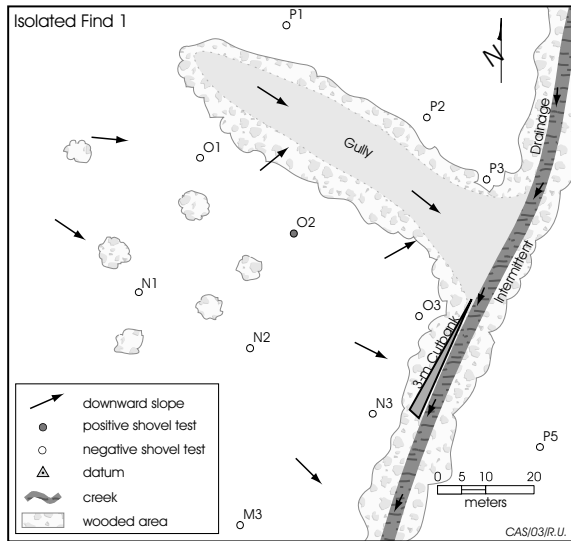 Isolated Find 1
P1
N
P2
Drainage
O1
Gully
P3
O2
Intermittent
N1
O3
3-m Cutbank
N2
N3
P5
M3
downward slope
positive shovel test
negative shovel test
datum
creek
wooded area
0 5 10 20
meters
CAS/03/R.U.